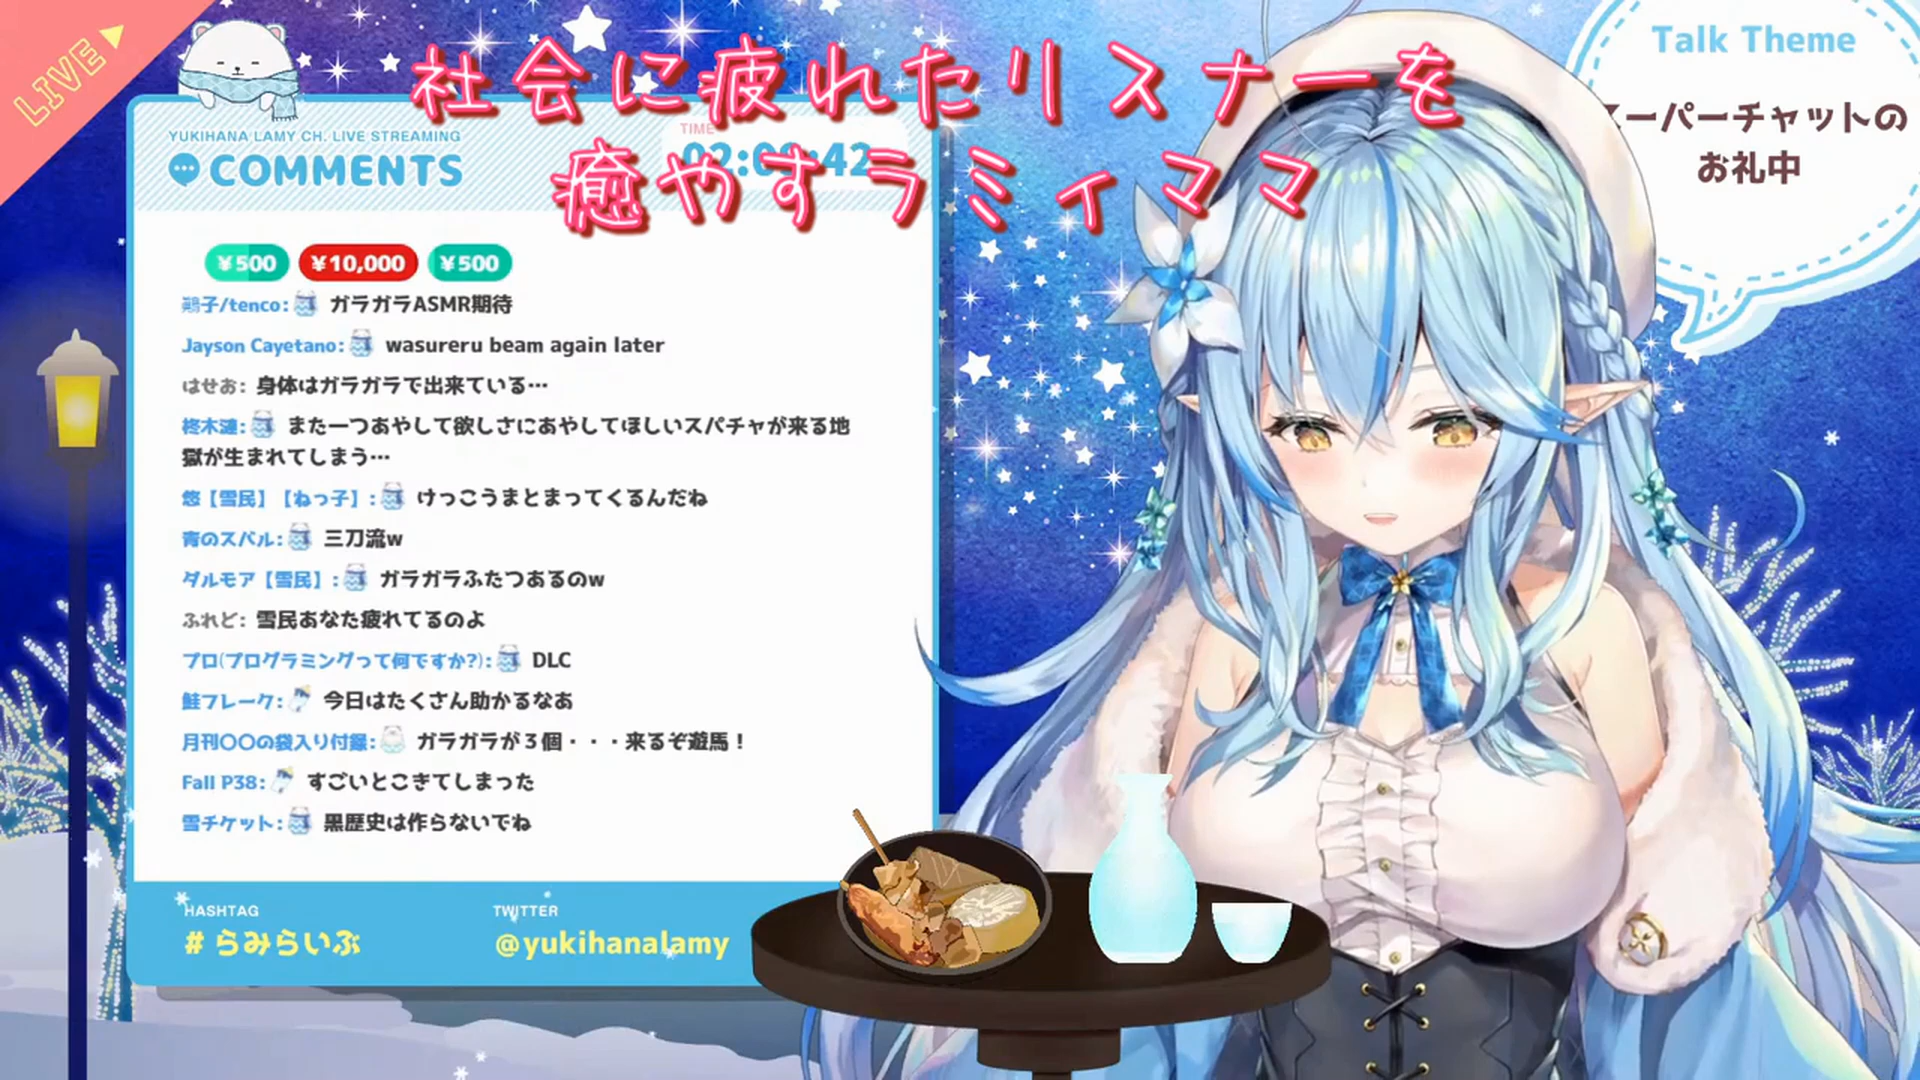 LIVE
社会に疲れたリスナーを
癒やすラミィママ
Talk Theme
ーパーチャットの
お礼中
YUKIHANA LAMY CH. LIVE STREAMING
COMMENTS
TIME
¥500 ¥10,000 ¥500
鶏子/tenco: ガラガラASMR期待
Jayson Cayetano: wasureru beam again later
はせお: 身体はガラガラで出来ている…
柊木漣: また一つあやして欲しさにあやしてほしいスパチャが来る地
獄が生まれてしまう…
悠【雪民】【ねっ子】: けっこうまとまってくるんだね
青のスバル: 三刀流w
ダルモア【雪民】: ガラガラふたつあるのw
ふれど: 雪民あなた疲れてるのよ
プロ(プログラミングって何ですか?): DLC
鮭フレーク: 今日はたくさん助かるなあ
月刊〇〇の袋入り付録: ガラガラが３個・・・来るぞ遊馬！
Fall P38: すごいとこきてしまった
雪チケット: 黒歴史は作らないでね
HASHTAG
# らみらいぶ
TWITTER
@yukihanalamy